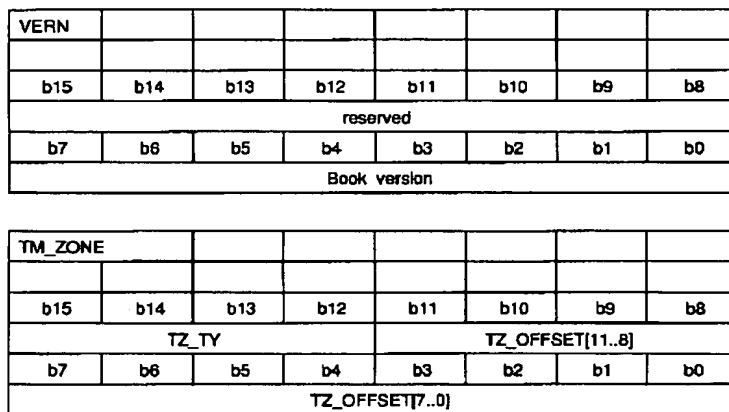 VERN
b15 b14 b13 b12 b11 b10 b9 b8
reserved
b7 b6 b5 b4 b3 b2 b1 b0
Book version
TM_ZONE
b15 b14 b13 b12 b11 b10 b9 b8
TZ_TY TZ_OFFSET[11..8]
b7 b6 b5 b4 b3 b2 b1 b0
TZ_OFFSET[7..0]